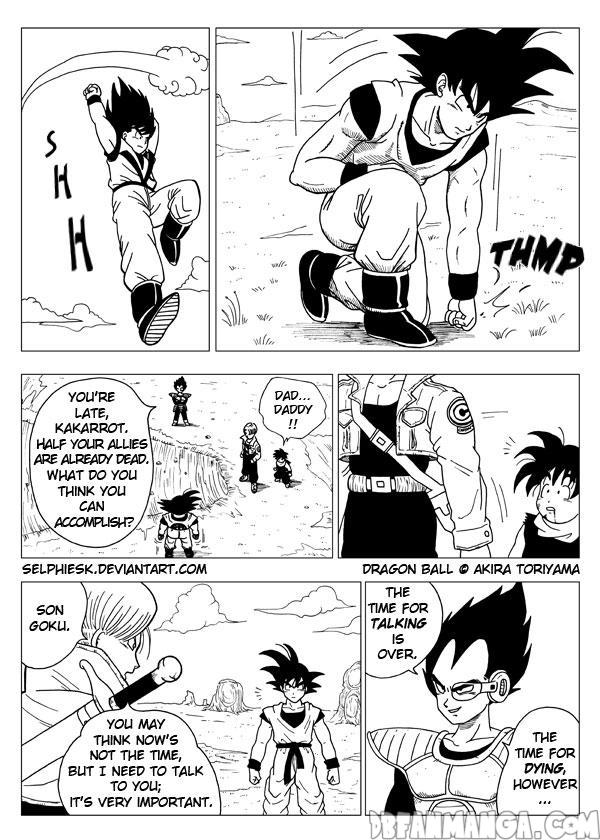 SHH
THMP
YOU'RE
LATE,
KAKARROT.
HALF YOUR ALLIES
ARE ALREADY DEAD.
WHAT DO YOU
THINK YOU
CAN
ACCOMPLISH?
DAD...
DADDY
!!
SELPHIESK.DEVIANTART.COM
DRAGON BALL © AKIRA TORIYAMA
SON
GOKU.
YOU MAY
THINK NOW'S
NOT THE TIME,
BUT I NEED TO TALK
TO YOU;
IT'S VERY IMPORTANT.
THE
TIME FOR
TALKING
IS
OVER.
THE
TIME FOR
DYING,
HOWEVER
...
DBFANMANGA.COM